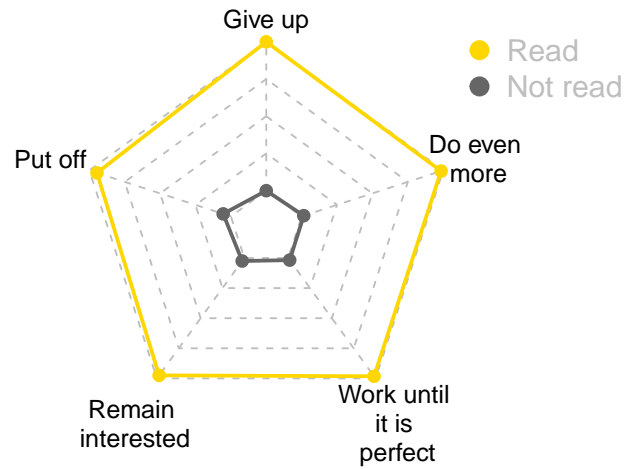 Give up
Read
Not read
Put off
Do even
more
Remain
interested
Work until
it is
perfect